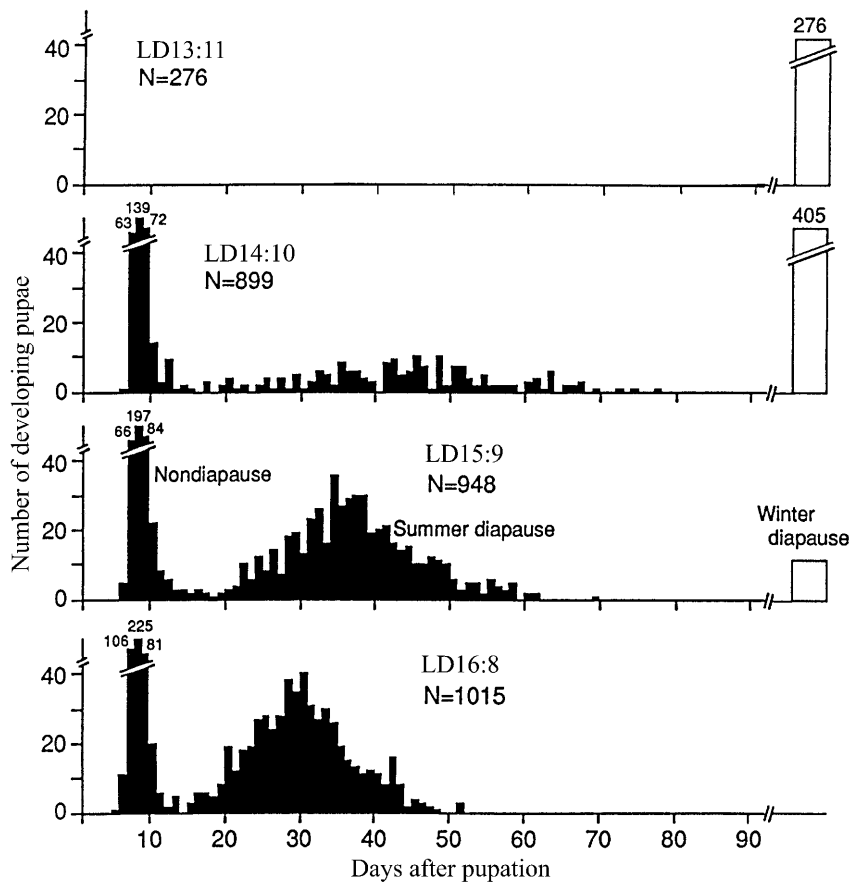 276
40
20
0
LD13:11
N=276
405
139
63
72
40
20
0
LD14:10
N=899
197
66
84
40
20
0
Nondiapause
LD15:9
N=948
Summer diapause
Winter
diapause
225
106
81
40
20
0
LD16:8
N=1015
10 20 30 40 50 60 70 80 90
Days after pupation
Number of developing pupae